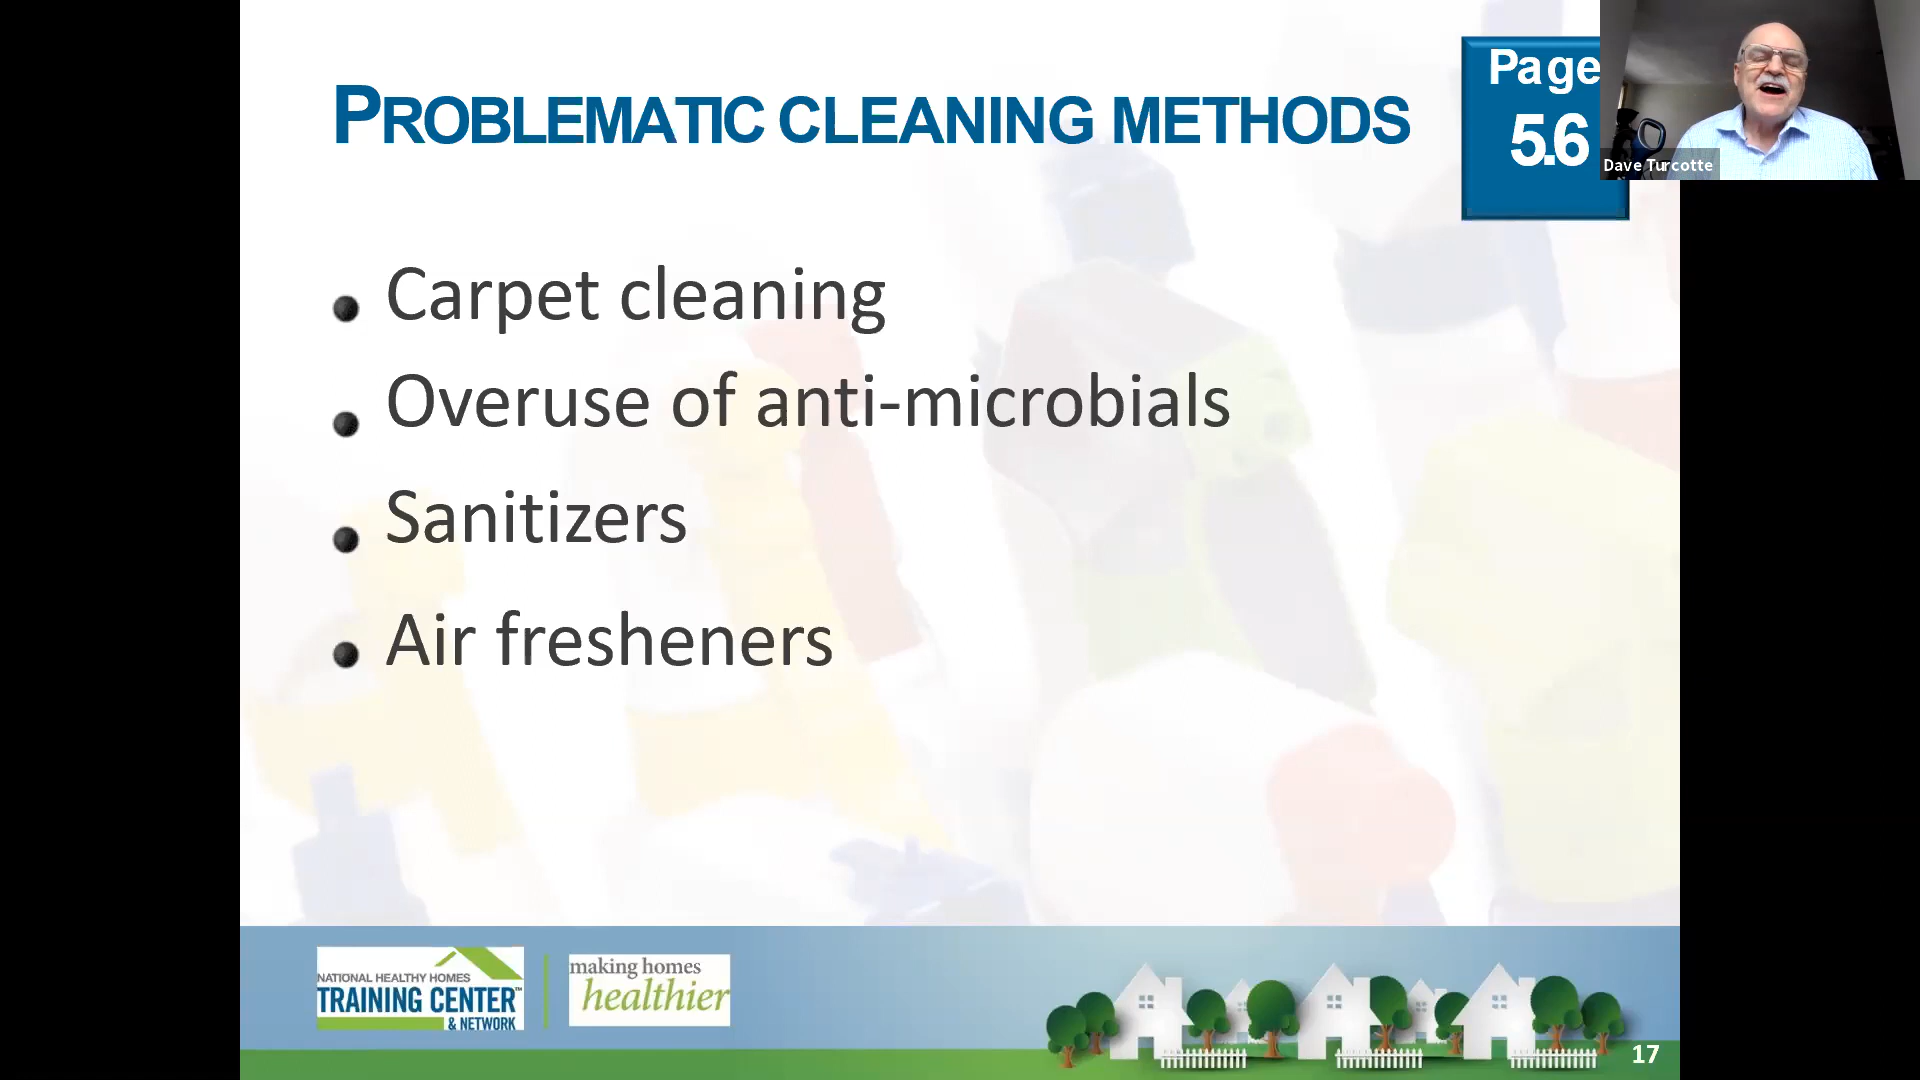 PROBLEMATIC CLEANING METHODS
Page
5.6
Dave Turcotte
Carpet cleaning
Overuse of anti-microbials
Sanitizers
Air fresheners
NATIONAL HEALTHY HOMES
TRAINING CENTER™
& NETWORK
making homes
healthier
17